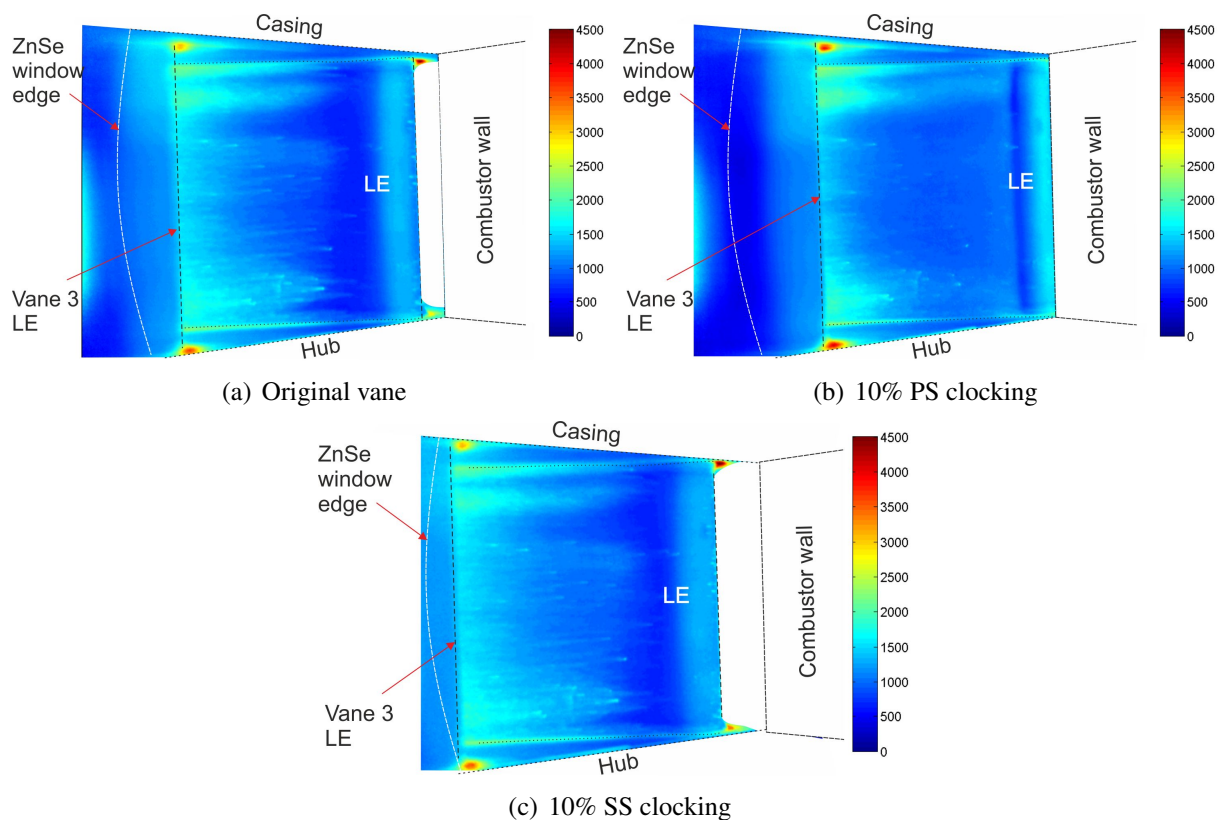 Casing
ZnSe
window
edge
LE
Combustor wall
Vane 3
LE
Hub
4500
4000
3500
3000
2500
2000
1500
1000
500
0
(a) Original vane
Casing
ZnSe
window
edge
LE
Combustor wall
Vane 3
LE
Hub
4500
4000
3500
3000
2500
2000
1500
1000
500
0
(b) 10% PS clocking
Casing
ZnSe
window
edge
LE
Combustor wall
Vane 3
LE
Hub
4500
4000
3500
3000
2500
2000
1500
1000
500
0
(c) 10% SS clocking